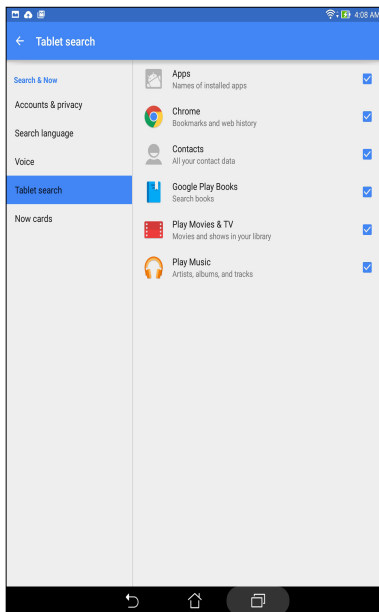 4:08 AM
Tablet search
Search & Now
Accounts & privacy
Search language
Voice
Tablet search
Now cards
Apps
Names of installed apps
Chrome
Bookmarks and web history
Contacts
All your contact data
Google Play Books
Search books
Play Movies & TV
Movies and shows in your library
Play Music
Artists, albums, and tracks